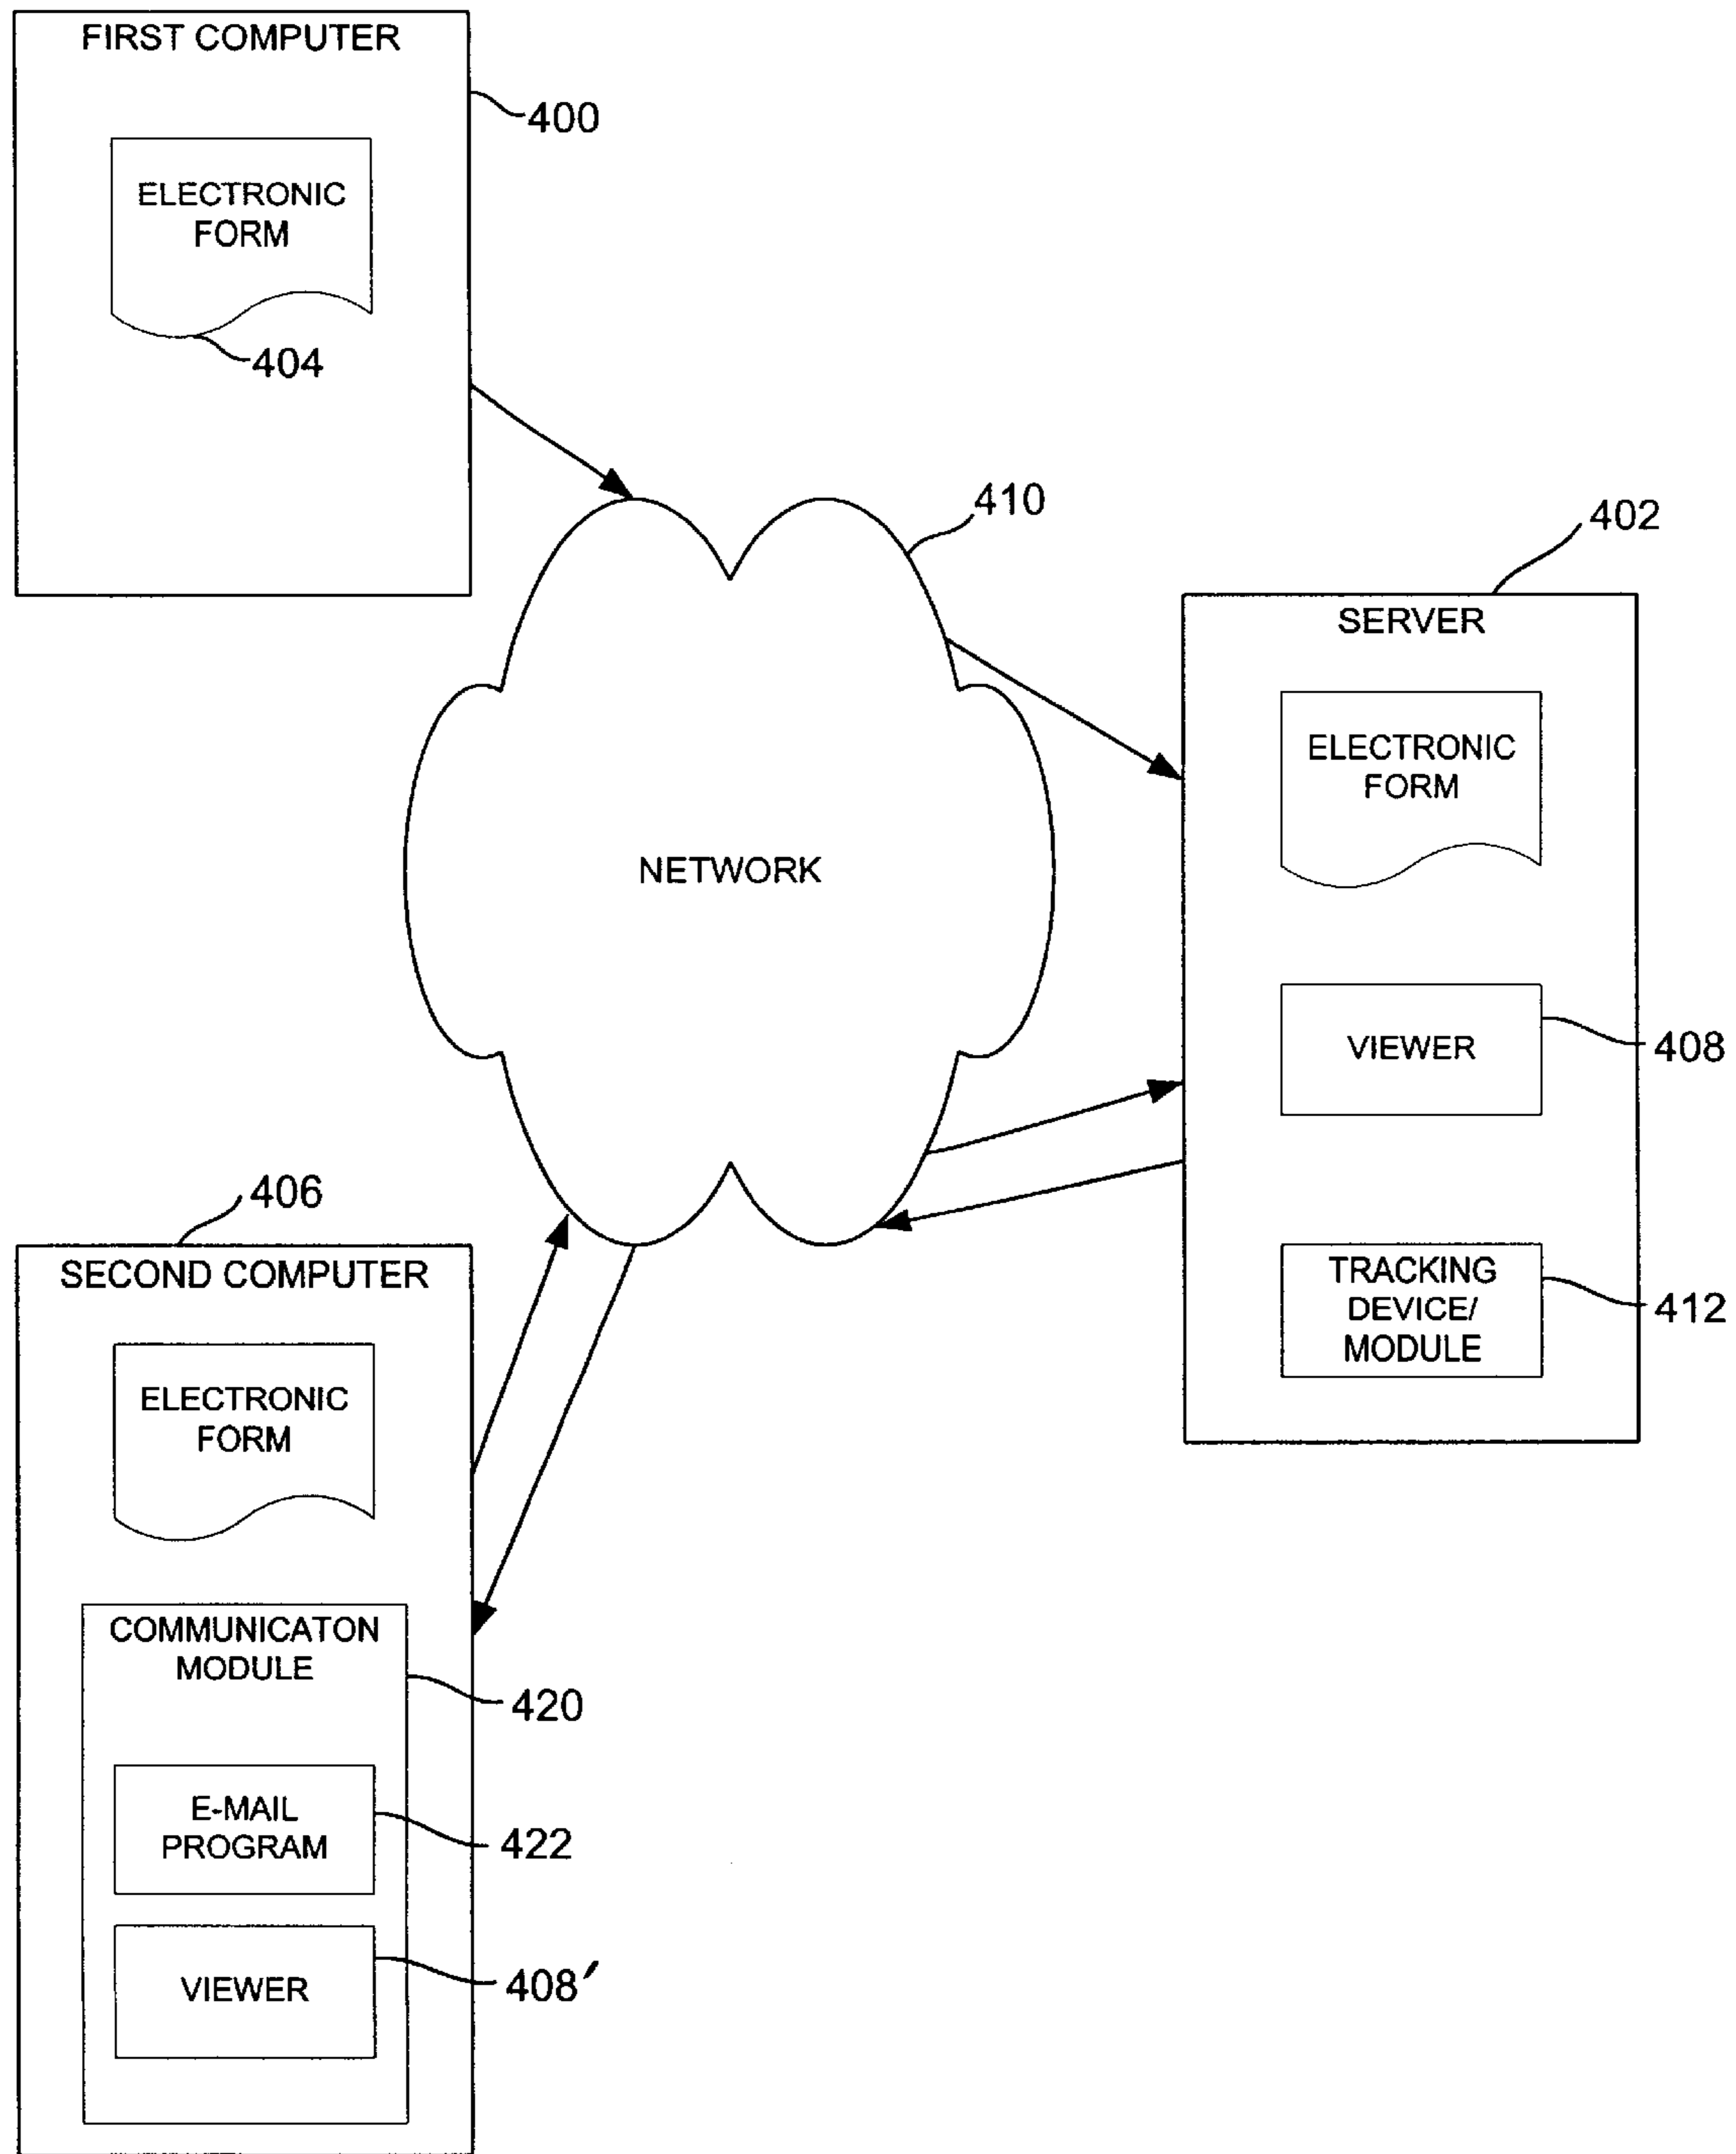 FIRST COMPUTER
400
ELECTRONIC
FORM
404
410
402
SERVER
ELECTRONIC
FORM
NETWORK
VIEWER
408
406
SECOND COMPUTER
TRACKING
DEVICE/
MODULE
412
ELECTRONIC
FORM
COMMUNICATON
MODULE
420
E-MAIL
PROGRAM
422
VIEWER
408′